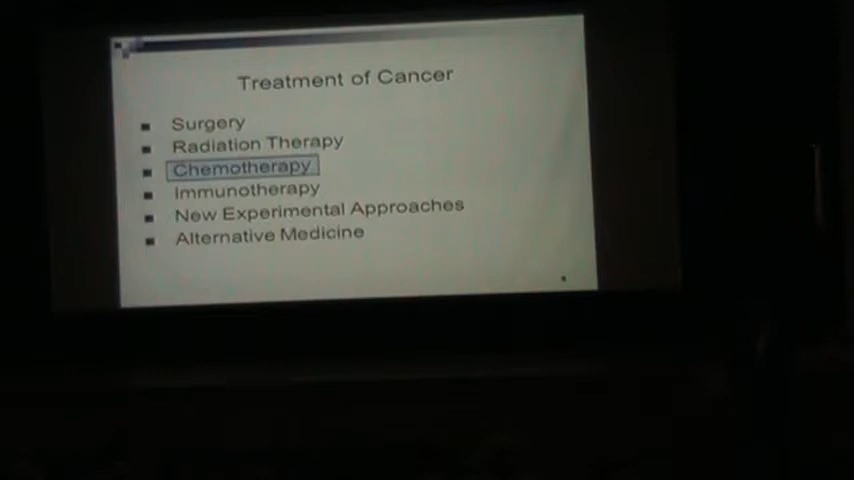 Treatment of Cancer
Surgery
Radiation Therapy
Chemotherapy
Immunotherapy
New Experimental Approaches
Alternative Medicine